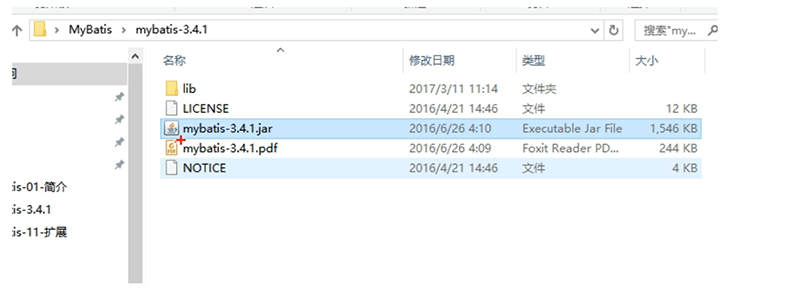 MyBatis > mybatis-3.4.1
搜索"my...
名称 修改日期 类型 大小
lib 2017/3/11 11:14 文件夹
LICENSE 2016/4/21 14:46 文件 12 KB
mybatis-3.4.1.jar 2016/6/26 4:10 Executable Jar File 1,546 KB
mybatis-3.4.1.pdf 2016/6/26 4:09 Foxit Reader PD... 244 KB
NOTICE 2016/4/21 14:46 文件 4 KB
tis-01-简介
tis-3.4.1
tis-11-扩展